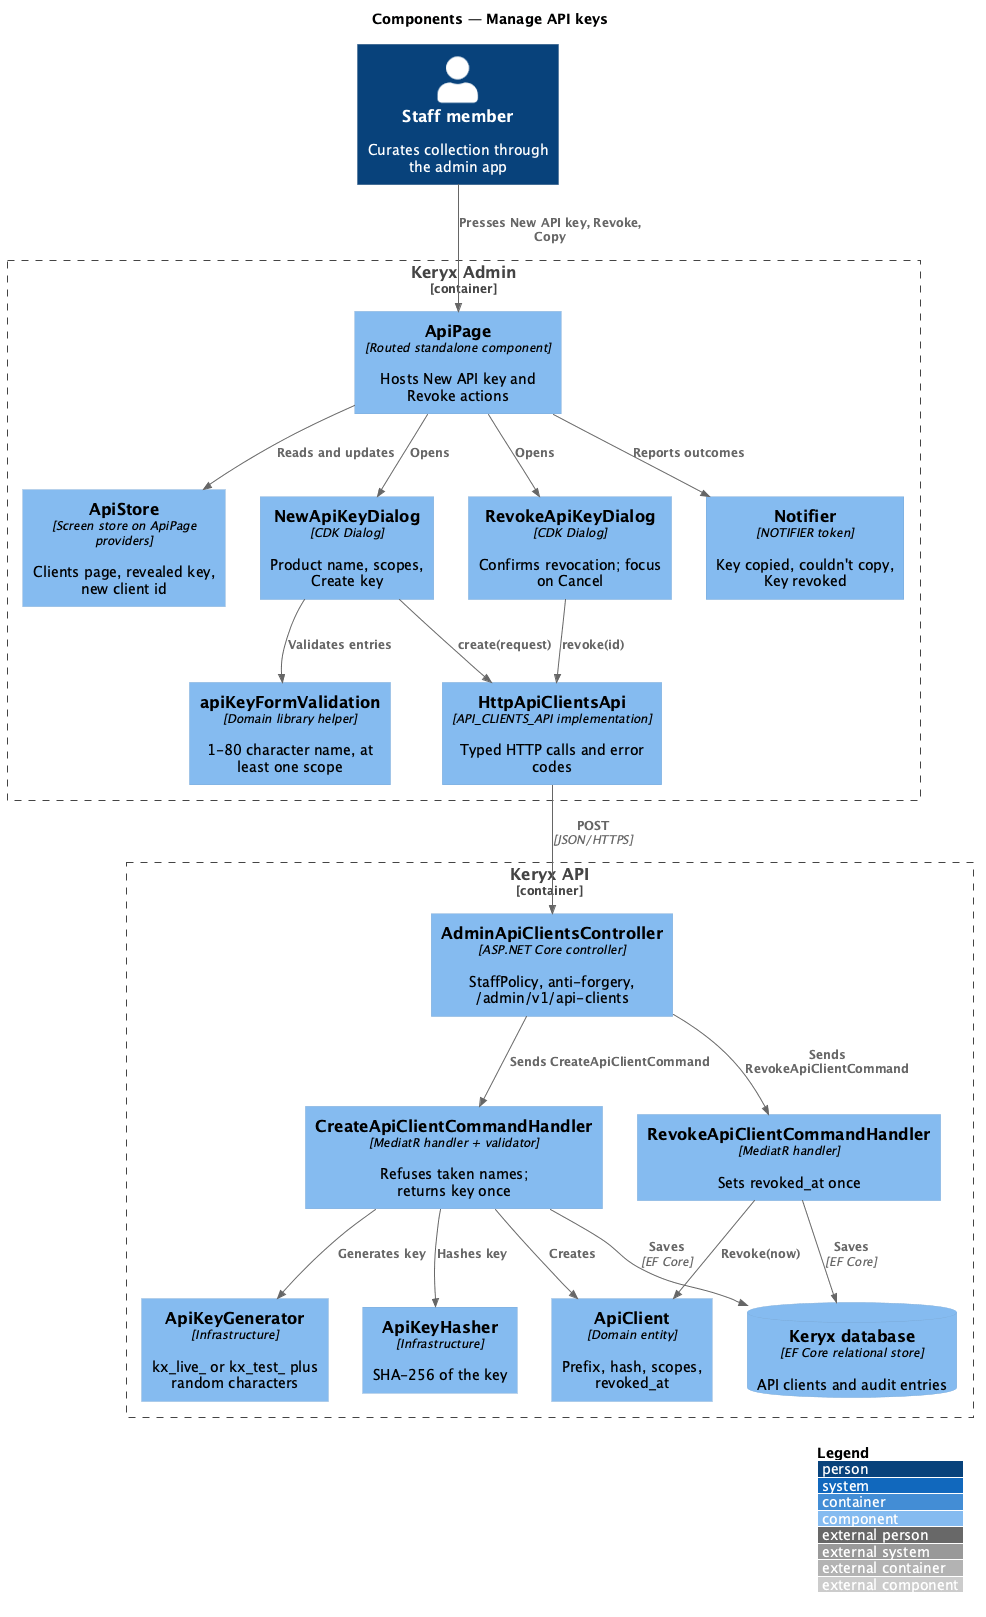 Components — Manage API keys
Staff member
Curates collection through
the admin app
Presses New API key, Revoke,
Copy
Keryx Admin
[container]
ApiPage
[Routed standalone component]
Hosts New API key and
Revoke actions
Reads and updates
Opens
Opens
Reports outcomes
ApiStore
[Screen store on ApiPage
providers]
Clients page, revealed key,
new client id
NewApiKeyDialog
[CDK Dialog]
Product name, scopes,
Create key
RevokeApiKeyDialog
[CDK Dialog]
Confirms revocation; focus
on Cancel
Notifier
[NOTIFIER token]
Key copied, couldn't copy,
Key revoked
Validates entries
create(request)
revoke(id)
apiKeyFormValidation
[Domain library helper]
1-80 character name, at
least one scope
HttpApiClientsApi
[API_CLIENTS_API implementation]
Typed HTTP calls and error
codes
POST
[JSON/HTTPS]
Keryx API
[container]
AdminApiClientsController
[ASP.NET Core controller]
StaffPolicy, anti-forgery,
/admin/v1/api-clients
Sends CreateApiClientCommand
Sends
RevokeApiClientCommand
CreateApiClientCommandHandler
[MediatR handler + validator]
Refuses taken names;
returns key once
RevokeApiClientCommandHandler
[MediatR handler]
Sets revoked_at once
Generates key
Hashes key
Creates
Saves
[EF Core]
Revoke(now)
Saves
[EF Core]
ApiKeyGenerator
[Infrastructure]
kx_live_ or kx_test_ plus
random characters
ApiKeyHasher
[Infrastructure]
SHA-256 of the key
ApiClient
[Domain entity]
Prefix, hash, scopes,
revoked_at
Keryx database
[EF Core relational store]
API clients and audit entries
Legend
person
system
container
component
external person
external system
external container
external component